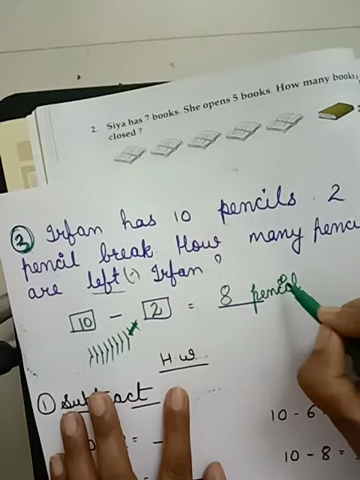 2. Siya has 7 books. She opens 5 books. How many books
closed ?
③ Irfan has 10 pencils. 2
pencil break. How many penci
are left (-) Irfan ?
10 - 2 = 8 pencil
H.W.
① Subtract
10 - 6
10 - 8 =